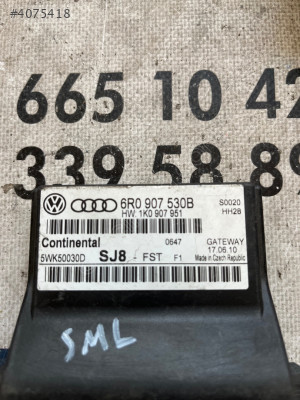 #4075418
665 10 42
339 58 89
6R0 907 530B
HW: 1K0 907 951
S0020
HH28
Continental
0647
GATEWAY
5WK50030D
SJ8 - FST F1
17.06.10
Made in Czech Republic
SML